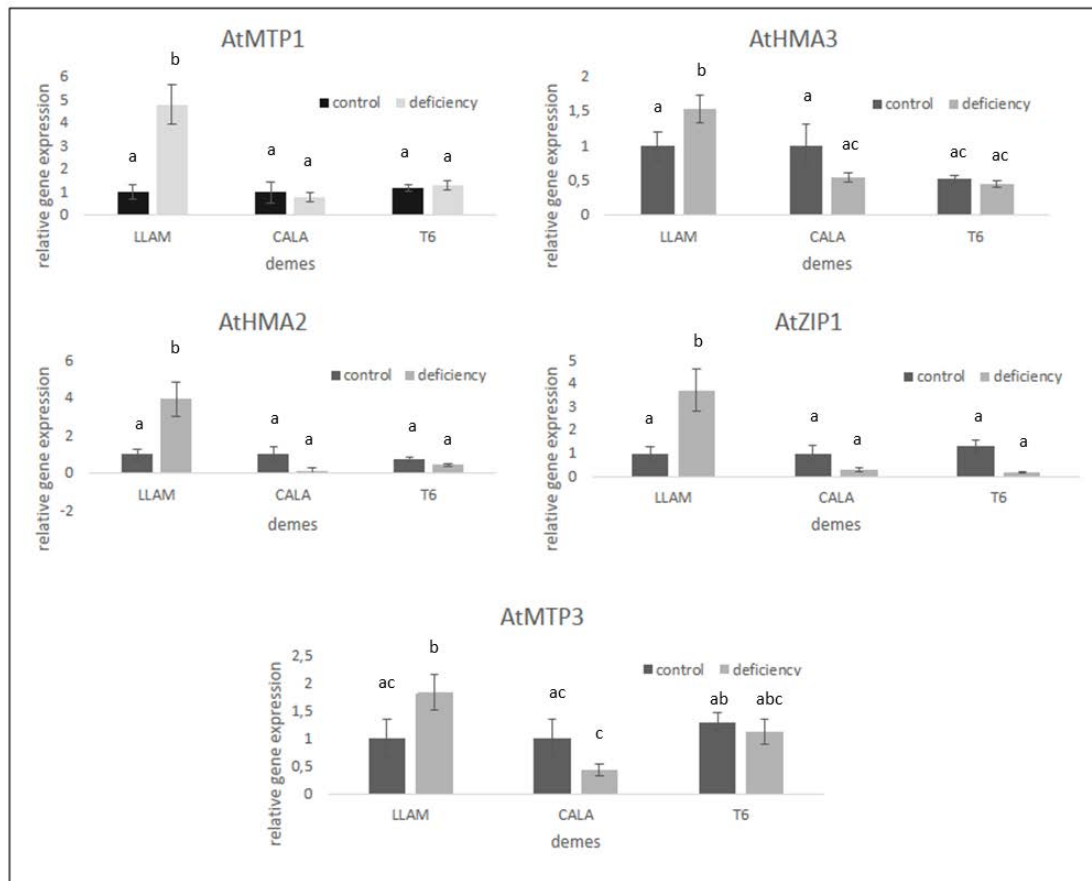 AtMTP1
relative gene expression
6
5
4
3
2
1
0
control deficiency
a b a a a a
LLAM CALA T6
demes
AtHMA3
relative gene expression
2
1,5
1
0,5
0
control deficiency
a b a ac ac ac
LLAM CALA T6
demes
AtHMA2
relative gene expression
6
4
2
0
-2
control deficiency
a b a a a a
LLAM CALA T6
demes
AtZIP1
relative gene expression
5
4
3
2
1
0
control deficiency
a b a a a a
LLAM CALA T6
demes
AtMTP3
relative gene expression
2,5
2
1,5
1
0,5
0
control deficiency
ac b ac c ab abc
LLAM CALA T6
demes